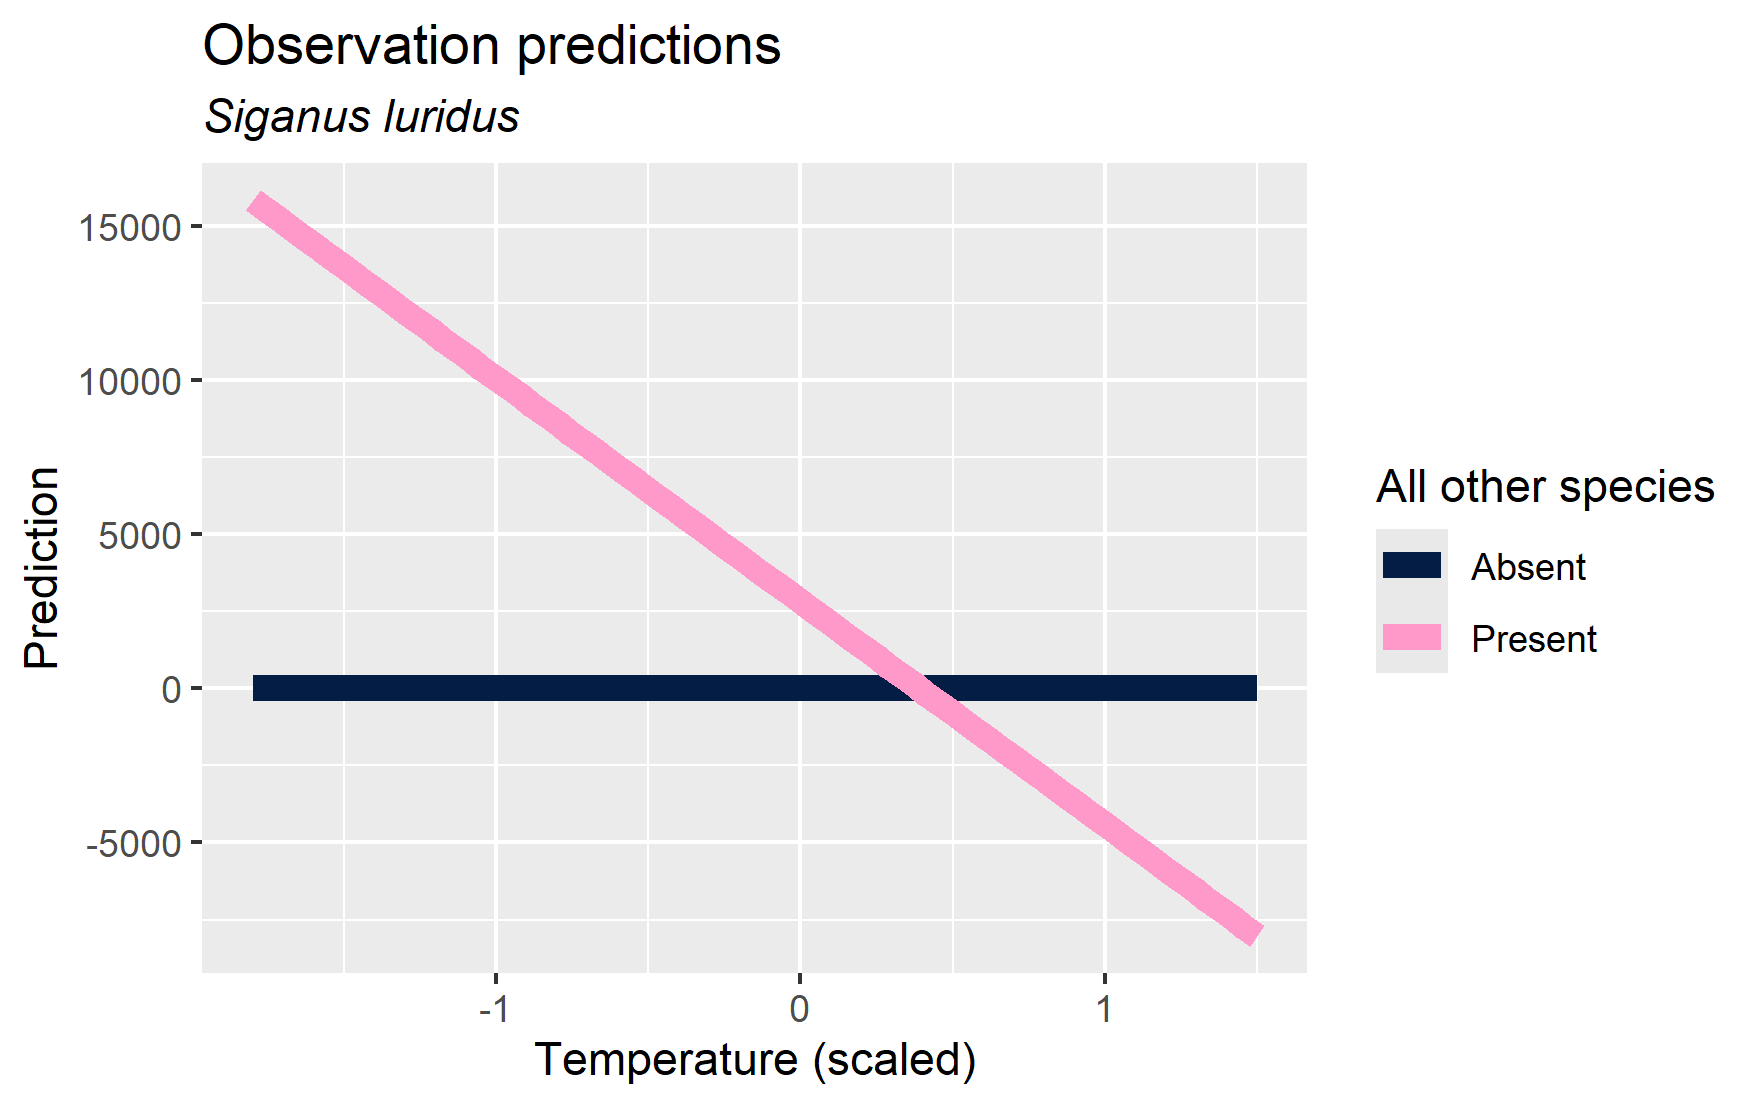 Observation predictions
Siganus luridus
15000
10000
5000
0
-5000
Prediction
-1
0
1
Temperature (scaled)
All other species
Absent
Present